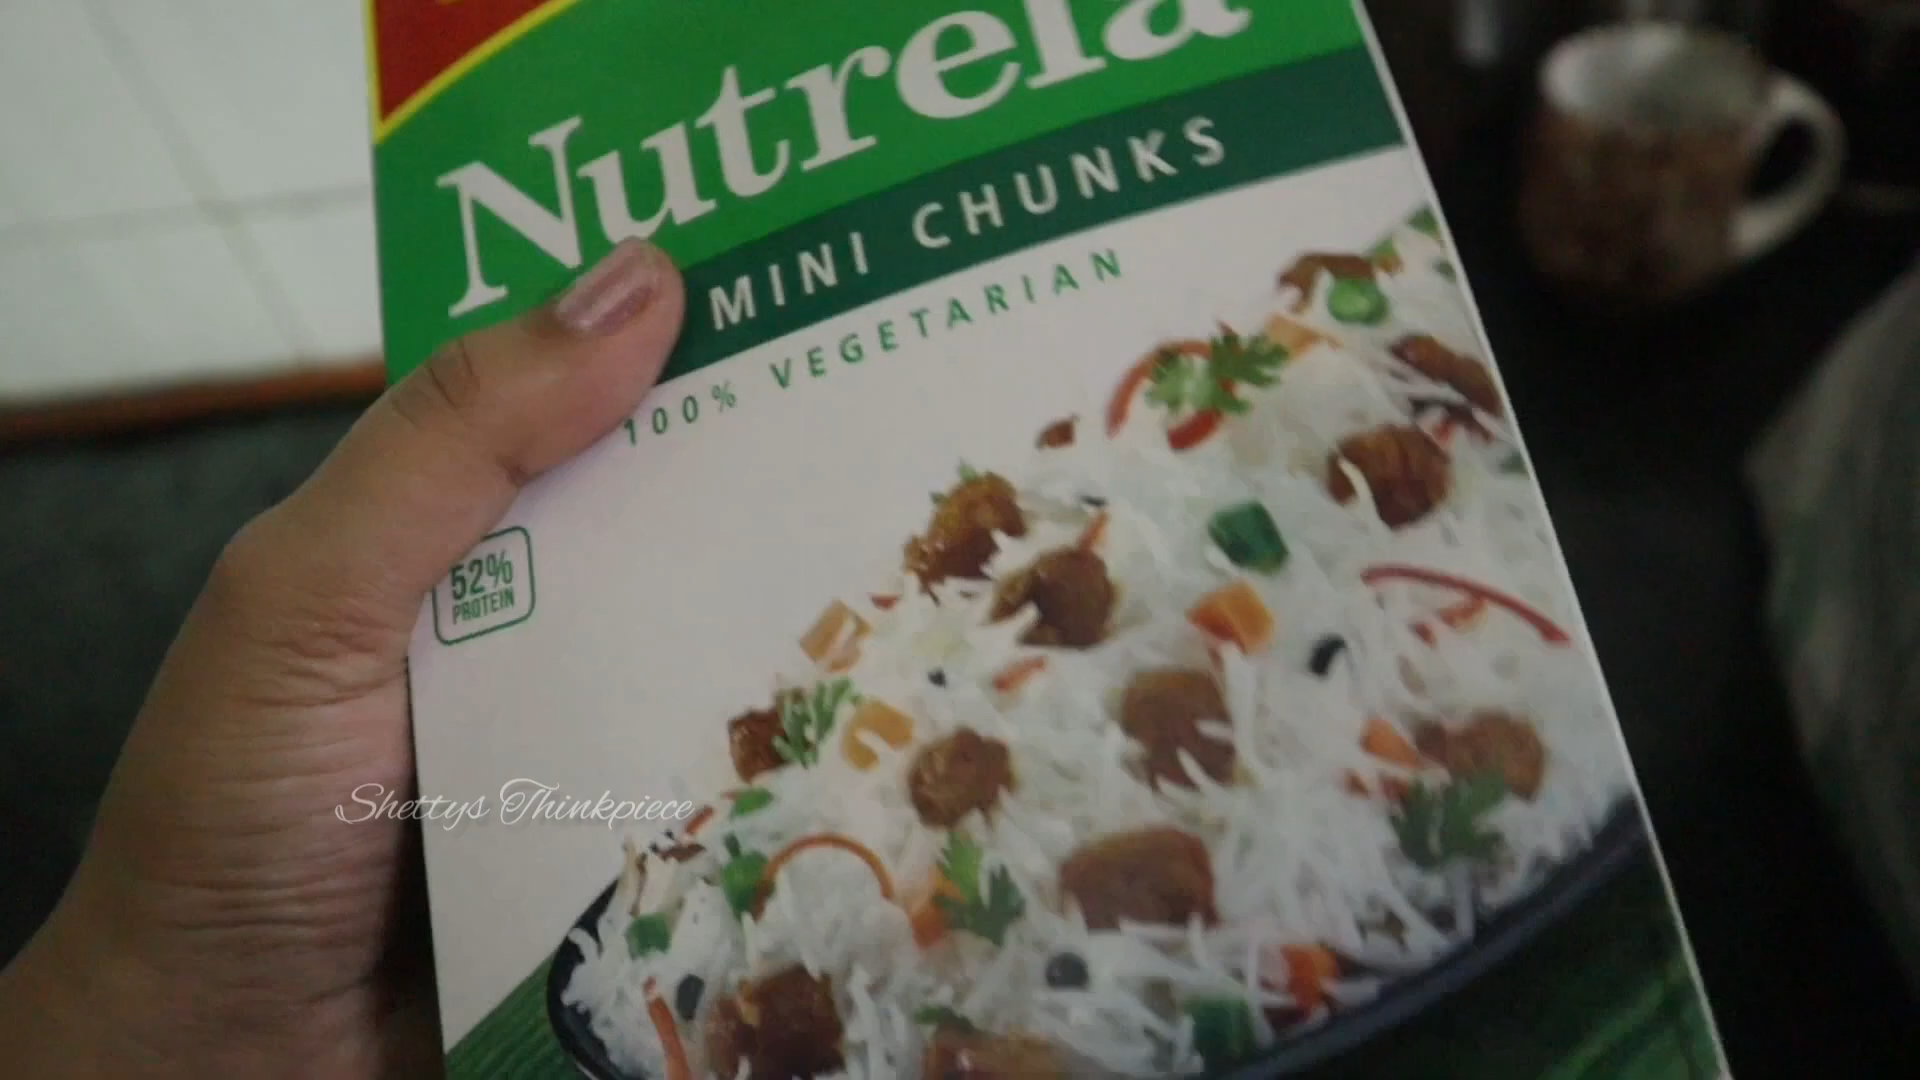 Nutrela
MINI CHUNKS
100% VEGETARIAN
52%
PROTEIN
Shettys Thinkpiece